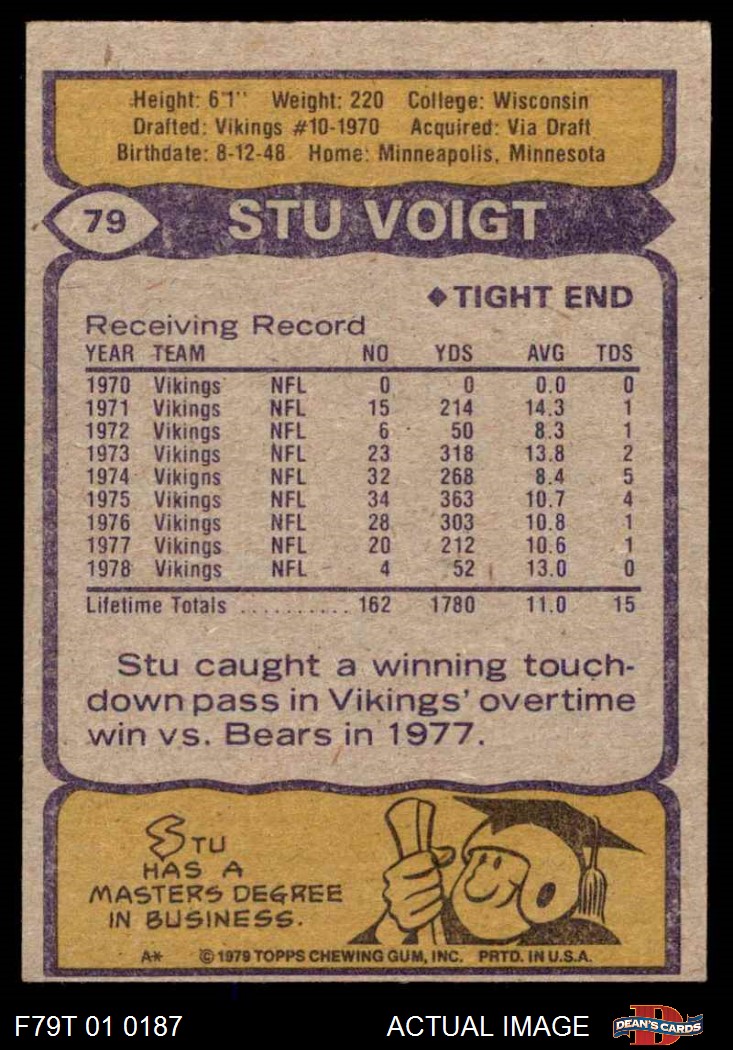 Height: 6'1" Weight: 220 College: Wisconsin
Drafted: Vikings #10-1970 Acquired: Via Draft
Birthdate: 8-12-48 Home: Minneapolis, Minnesota
79 STU VOIGT
◆ TIGHT END
Receiving Record
YEAR TEAM NO YDS AVG TDS
1970 Vikings NFL 0 0 0.0 0
1971 Vikings NFL 15 214 14.3 1
1972 Vikings NFL 6 50 8.3 1
1973 Vikings NFL 23 318 13.8 2
1974 Vikigns NFL 32 268 8.4 5
1975 Vikings NFL 34 363 10.7 4
1976 Vikings NFL 28 303 10.8 1
1977 Vikings NFL 20 212 10.6 1
1978 Vikings NFL 4 52 13.0 0
Lifetime Totals .......... 162 1780 11.0 15
Stu caught a winning touch-
down pass in Vikings' overtime
win vs. Bears in 1977.
STU
HAS A
MASTERS DEGREE
IN BUSINESS.
A* © 1979 TOPPS CHEWING GUM, INC. PRTD. IN U.S.A.
F79T 01 0187 ACTUAL IMAGE D DEAN'S CARDS